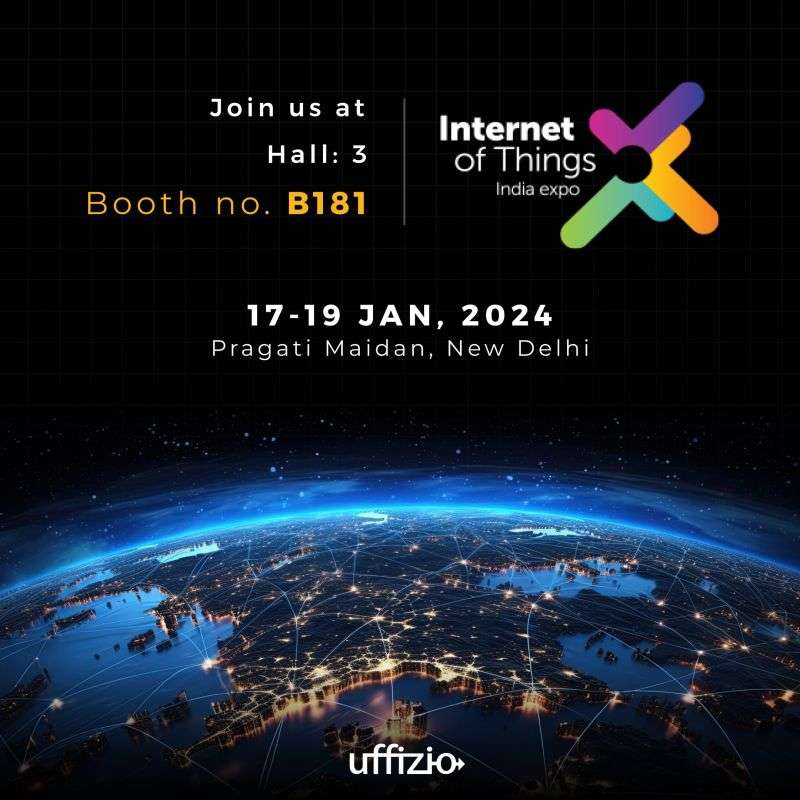 Join us at
Hall: 3
Booth no. B181
Internet
of Things
India expo
17-19 JAN, 2024
Pragati Maidan, New Delhi
uffizio